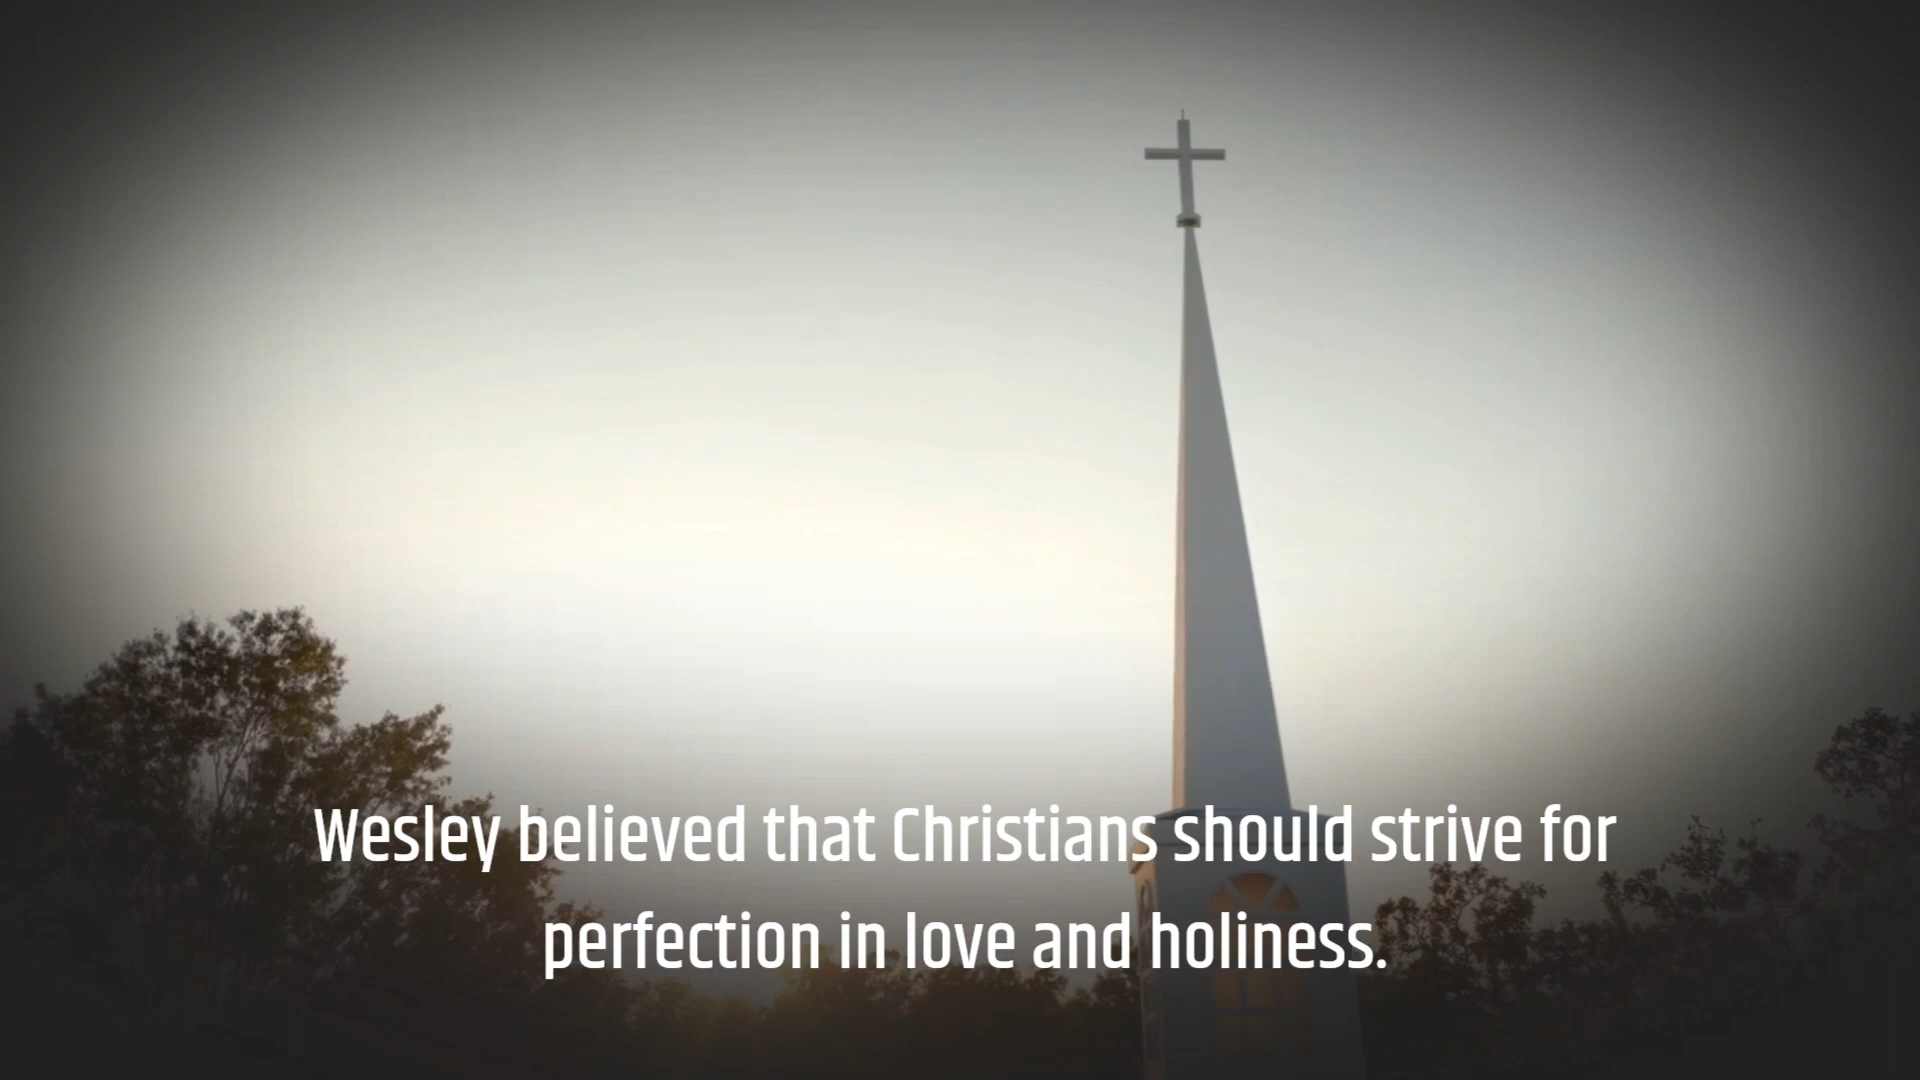 Wesley believed that Christians should strive for
perfection in love and holiness.